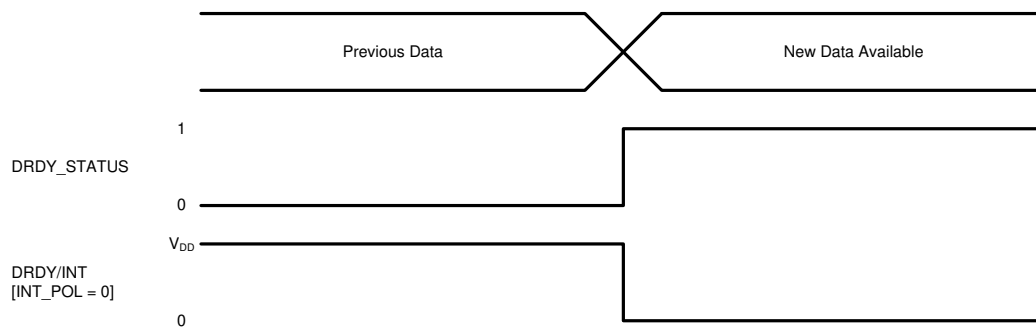 Previous Data
New Data Available
1
DRDY_STATUS
0
VDD
DRDY/INT
[INT_POL = 0]
0